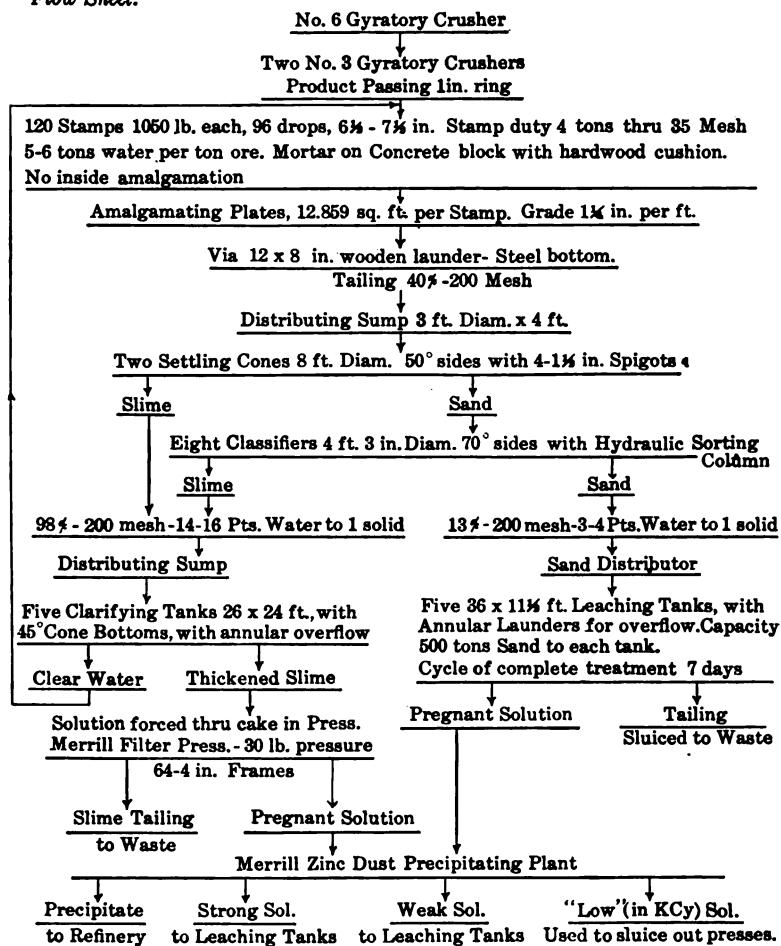 Flow Sheet.
No. 6 Gyratory Crusher
Two No. 3 Gyratory Crushers
Product Passing 1in. ring
120 Stamps 1050 lb. each, 96 drops, 6½ - 7½ in. Stamp duty 4 tons thru 35 Mesh
5-6 tons water per ton ore. Mortar on Concrete block with hardwood cushion.
No inside amalgamation
Amalgamating Plates, 12.859 sq. ft. per Stamp. Grade in. per ft.
Via 12 x 8 in. wooden launder- Steel bottom.
Tailing 40% -200 Mesh
Distributing Sump 3 ft. Diam. x 4 ft.
Two Settling Cones 8 ft. Diam. 50° sides with in. Spigots
Slime
Sand
Eight Classifiers 4 ft. 3 in. Diam. 70° sides with Hydraulic Sorting
Column
Slime
Sand
98% - 200 mesh -14-16 Pts. Water to 1 solid
13% -200 mesh-3-4 Pts. Water to 1 solid
Distributing Sump
Sand Distributor
Five Clarifying Tanks 26 x 24 ft., with
45° Cone Bottoms, with annular overflow
Five 36 x 11½ ft. Leaching Tanks, with
Annular Launders for overflow. Capacity
500 tons Sand to each tank.
Cycle of complete treatment 7 days
Clear Water
Thickened Slime
Pregnant Solution
Tailing
Sluiced to Waste
Solution forced thru cake in Press.
Merrill Filter Press. - 30 lb. pressure
64-4 in. Frames
Slime Tailing
to Waste
Pregnant Solution
Merrill Zinc Dust Precipitating Plant
Precipitate
to Refinery
Strong Sol.
to Leaching Tanks
Weak Sol.
to Leaching Tanks
"Low" (in KCy) Sol.
Used to sluice out presses.